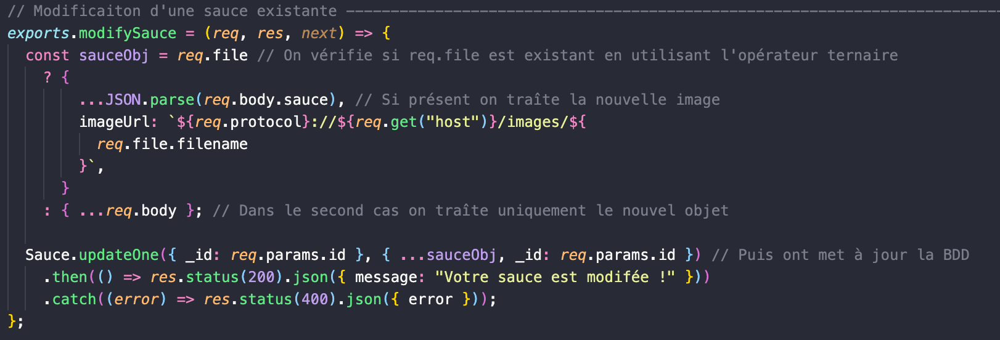 // Modificaiton d'une sauce existante ——————————————————————————————————————————————————————————————————————————
exports.modifySauce = (req, res, next) => {
  const sauceObj = req.file // On vérifie si req.file est existant en utilisant l'opérateur ternaire
    ? {
        ...JSON.parse(req.body.sauce), // Si présent on traîte la nouvelle image
        imageUrl: `${req.protocol}://${req.get("host")}/images/${
          req.file.filename
        }`,
      }
    : { ...req.body }; // Dans le second cas on traîte uniquement le nouvel objet
  Sauce.updateOne({ _id: req.params.id }, { ...sauceObj, _id: req.params.id }) // Puis ont met à jour la BDD
    .then(() => res.status(200).json({ message: "Votre sauce est modifée !" }))
    .catch((error) => res.status(400).json({ error }));
};